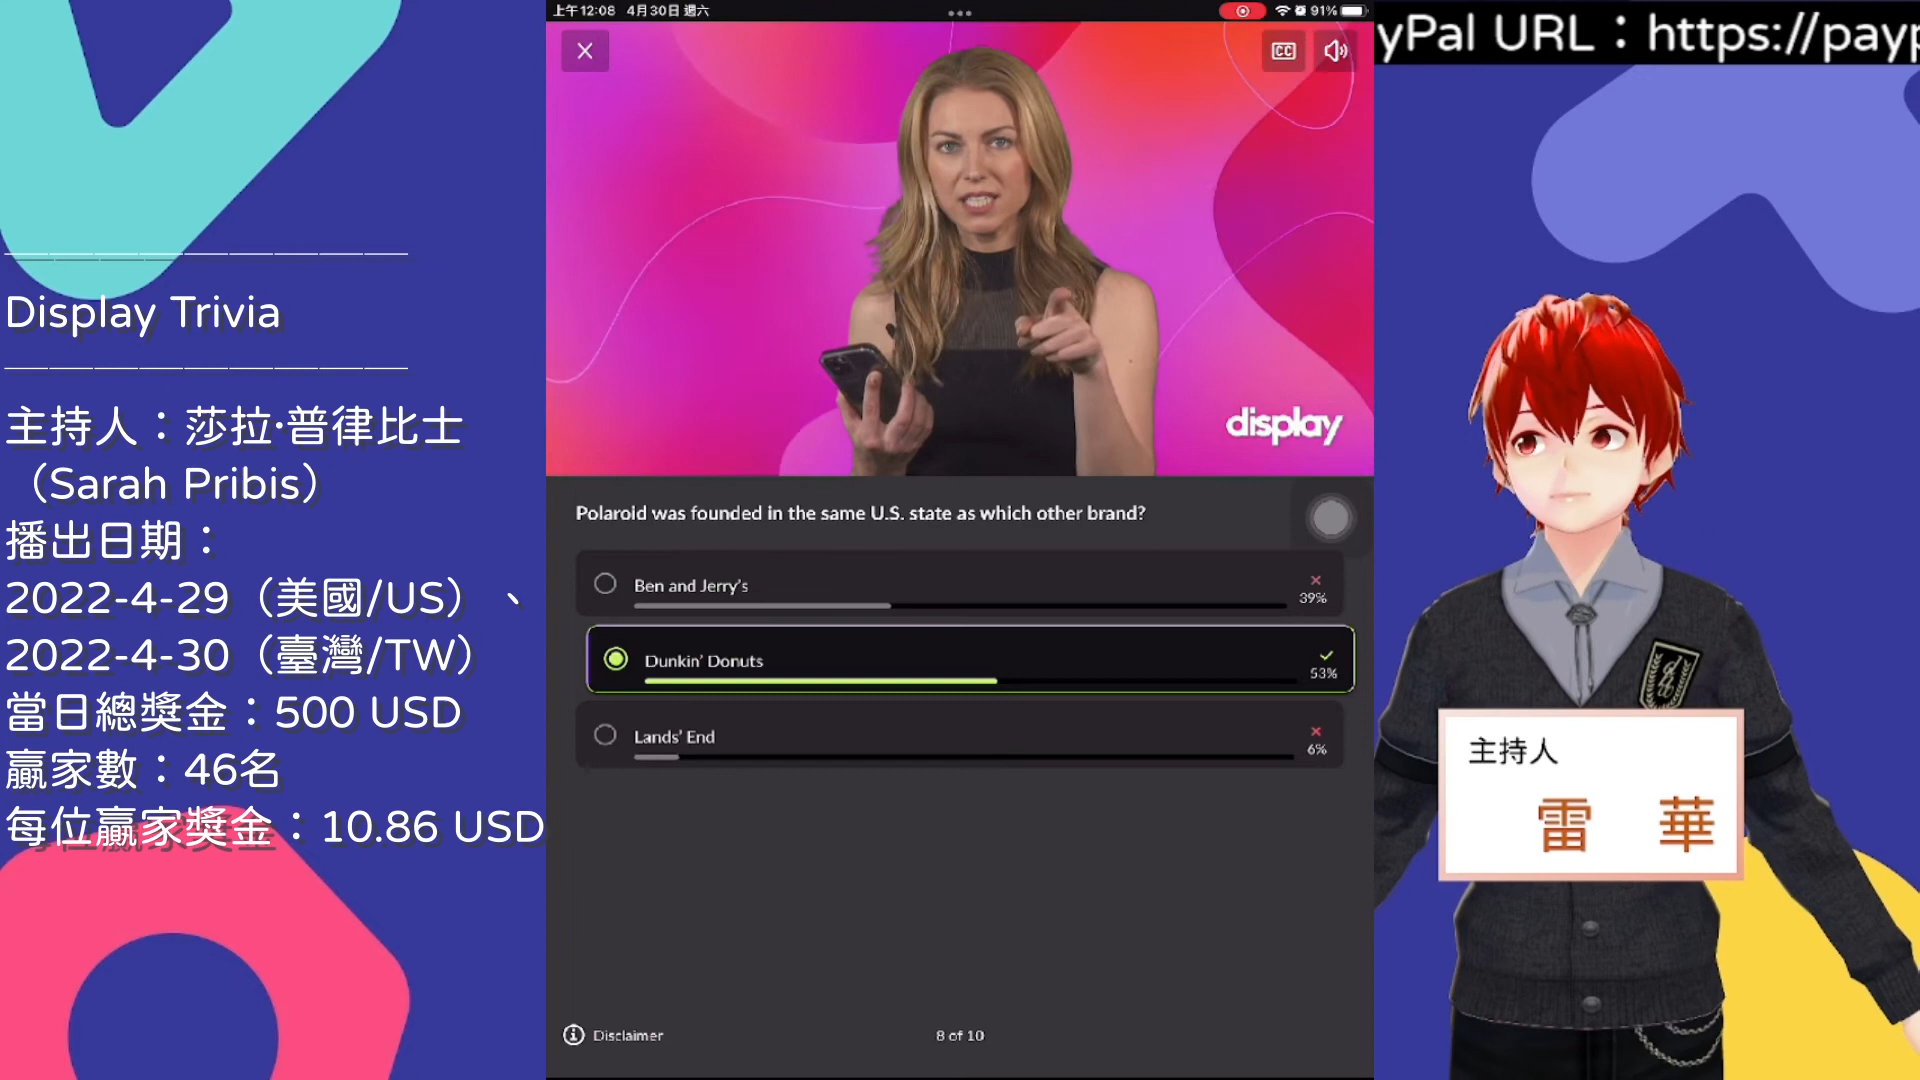 上午12:08 4月30日 週六
91%
yPal URL：https://payp
CC
display
Display Trivia
主持人：莎拉·普律比士
（Sarah Pribis）
播出日期：
2022-4-29（美國/US）、
2022-4-30（臺灣/TW）
當日總獎金：500 USD
贏家數：46名
每位贏家獎金：10.86 USD
Polaroid was founded in the same U.S. state as which other brand?
Ben and Jerry's
39%
Dunkin' Donuts
53%
Lands' End
6%
Disclaimer
8 of 10
主持人
雷 華